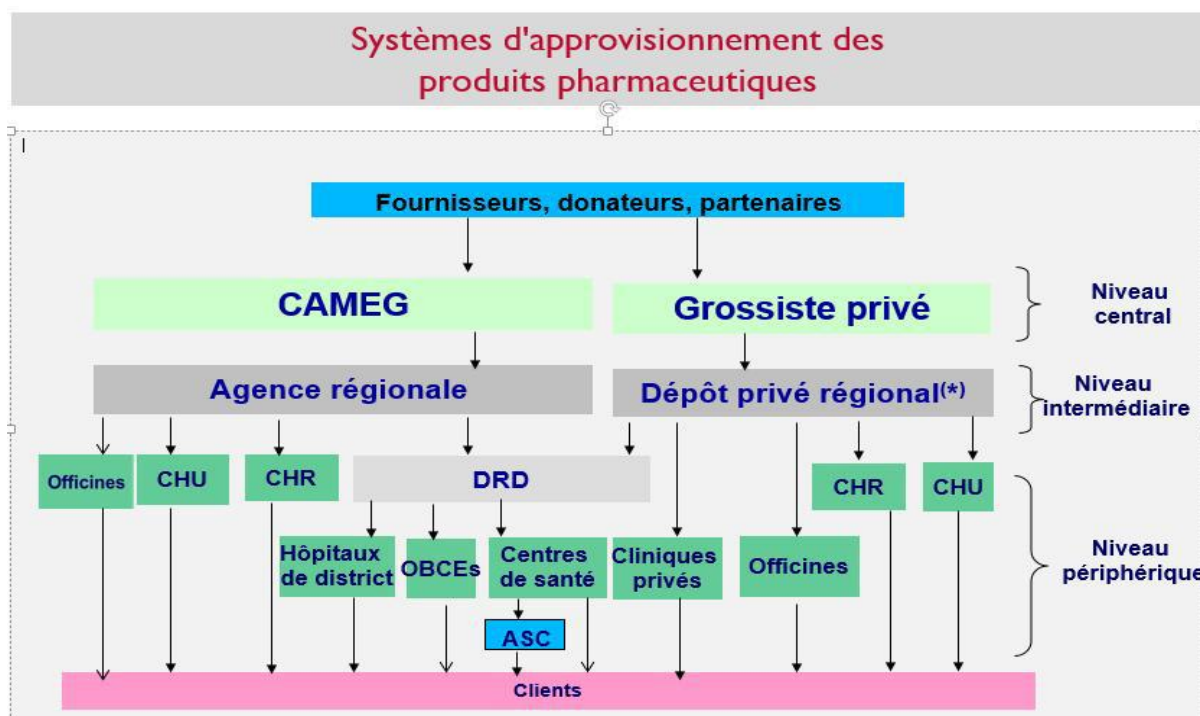 Systèmes d'approvisionnement des
produits pharmaceutiques
Fournisseurs, donateurs, partenaires
CAMEG
Grossiste privé
Niveau
central
Agence régionale
Dépôt privé régional(*)
Niveau
intermédiaire
Officines
CHU
CHR
DRD
CHR
CHU
Hôpitaux
de district
OBCEs
Centres
de santé
Cliniques
privés
Officines
Niveau
périphérique
ASC
Clients